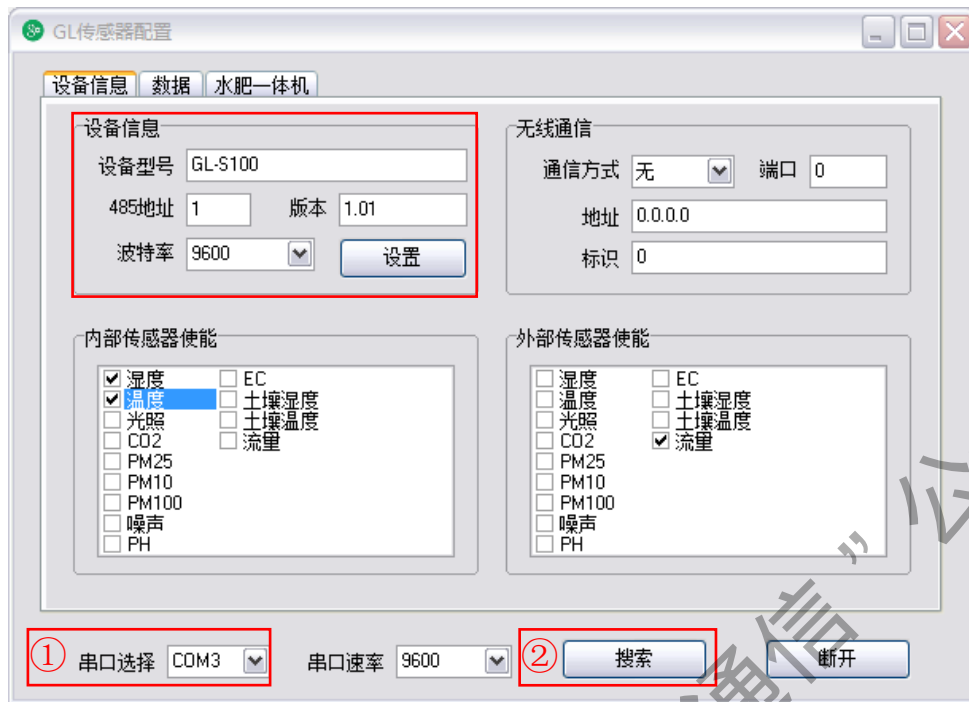 GL传感器配置
设备信息 数据 水肥一体机
设备信息
设备型号 GL-S100
485地址 1 版本 1.01
波特率 9600 设置
无线通信
通信方式 无 端口 0
地址 0.0.0.0
标识 0
内部传感器使能
湿度 EC
温度 土壤湿度
光照 土壤温度
CO2 流量
PM25
PM10
PM100
噪声
PH
外部传感器使能
湿度 EC
温度 土壤湿度
光照 土壤温度
CO2 流量
PM25
PM10
PM100
噪声
PH
① 串口选择 COM3 串口速率 9600 ② 搜索 断开
通信”公